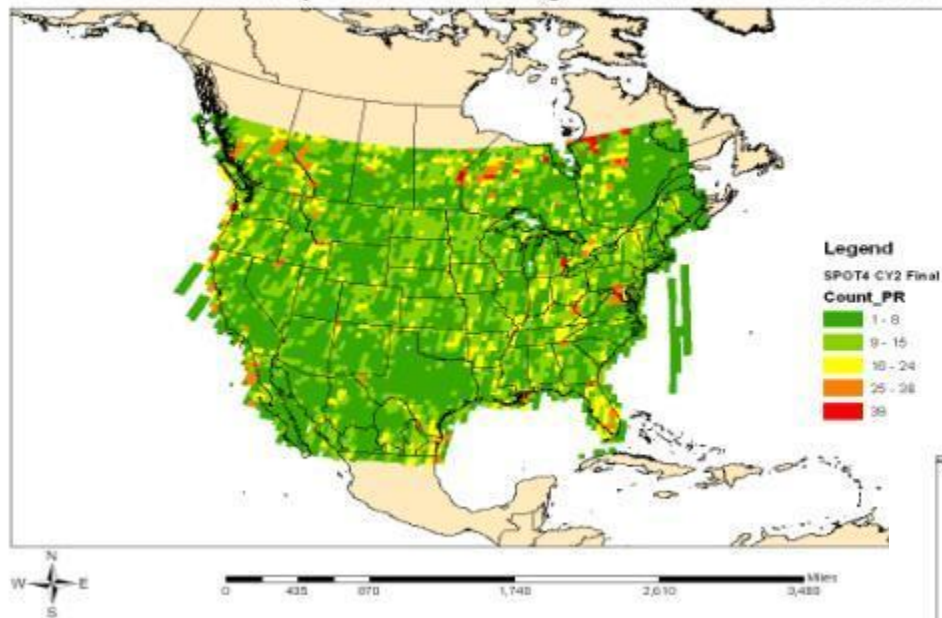 Legend
SPOT4 CY2 Final
Count_PR
1 - 8
9 - 15
16 - 24
25 - 38
39
N
W E
S
0 435 870 1,740 2,610 3,480 Miles